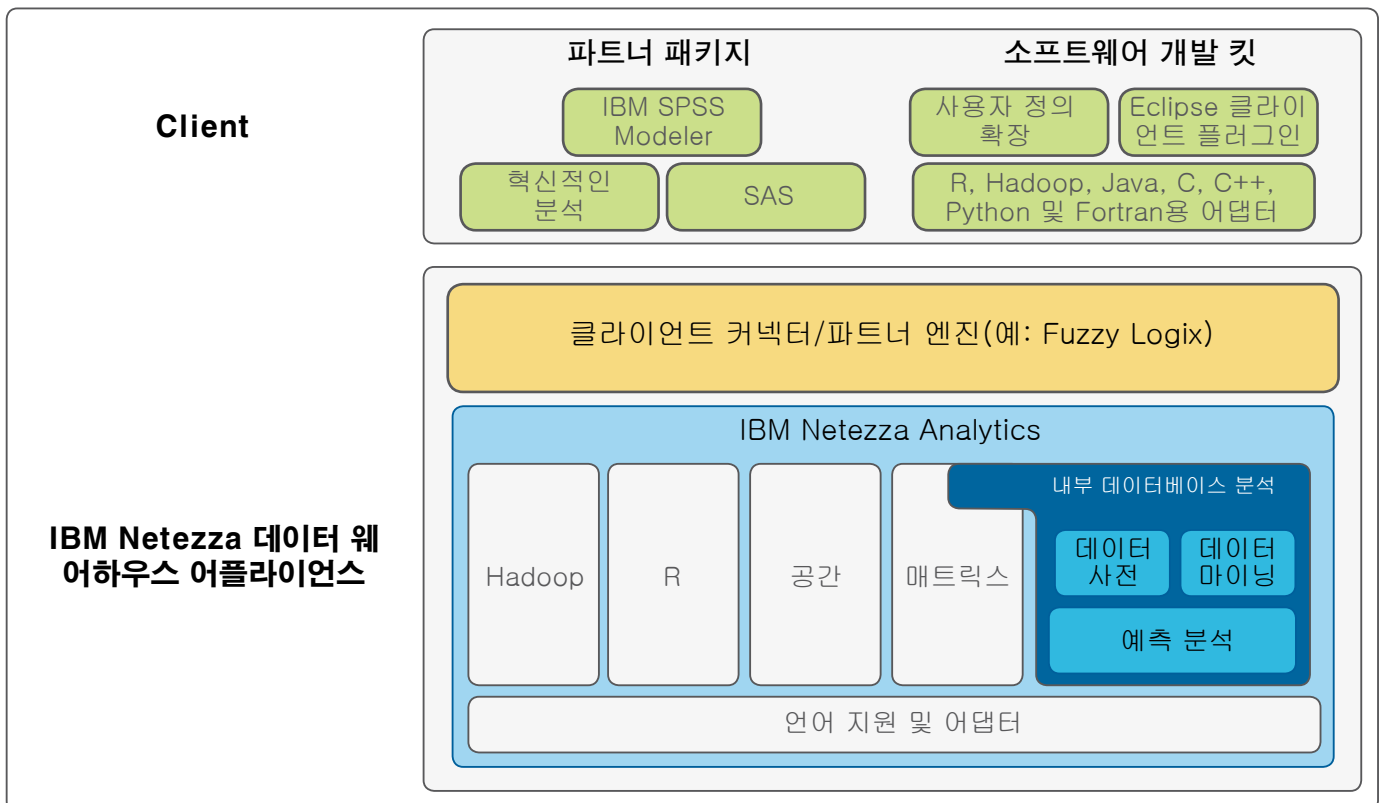 파트너 패키지
소프트웨어 개발 킷
Client
IBM SPSS
Modeler
사용자 정의
확장
Eclipse 클라이
언트 플러그인
혁신적인
분석
SAS
R, Hadoop, Java, C, C++,
Python 및 Fortran용 어댑터
클라이언트 커넥터/파트너 엔진(예: Fuzzy Logix)
IBM Netezza Analytics
IBM Netezza 데이터 웨
어하우스 어플라이언스
Hadoop
R
공간
매트릭스
내부 데이터베이스 분석
데이터
사전
데이터
마이닝
예측 분석
언어 지원 및 어댑터